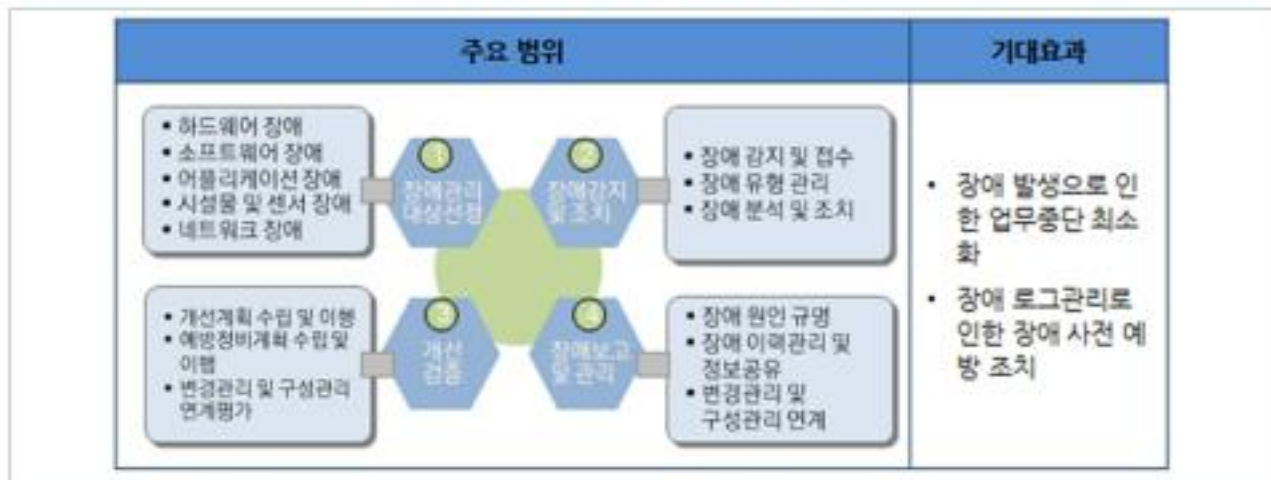 주요 범위
기대효과
▪ 하드웨어 장애
▪ 소프트웨어 장애
▪ 어플리케이션 장애
▪ 시설물 및 센서 장애
▪ 네트워크 장애
1
장애관리
대상선정
2
장애감지
및 조치
▪ 장애 감지 및 접수
▪ 장애 유형 관리
▪ 장애 분석 및 조치
▪ 개선계획 수립 및 이행
▪ 예방정비계획 수립 및
이행
▪ 변경관리 및 구성관리
연계평가
3
개선
검증
4
장애보고
및 관리
▪ 장애 원인 규명
▪ 장애 이력관리 및
정보공유
▪ 변경관리 및
구성관리 연계
• 장애 발생으로 인
한 업무중단 최소
화
• 장애 로그관리로
인한 장애 사전 예
방 조치